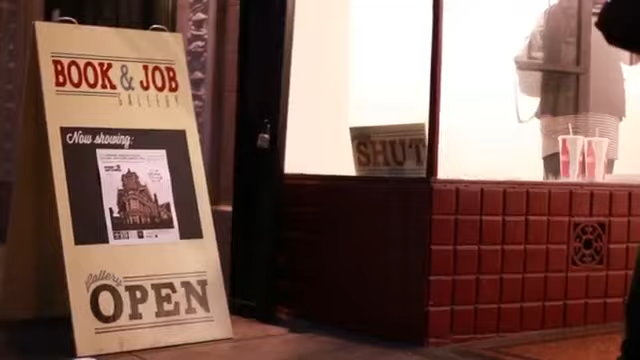 BOOK & JOB
GALLERY
Now showing:
Gallery
OPEN
SHUT